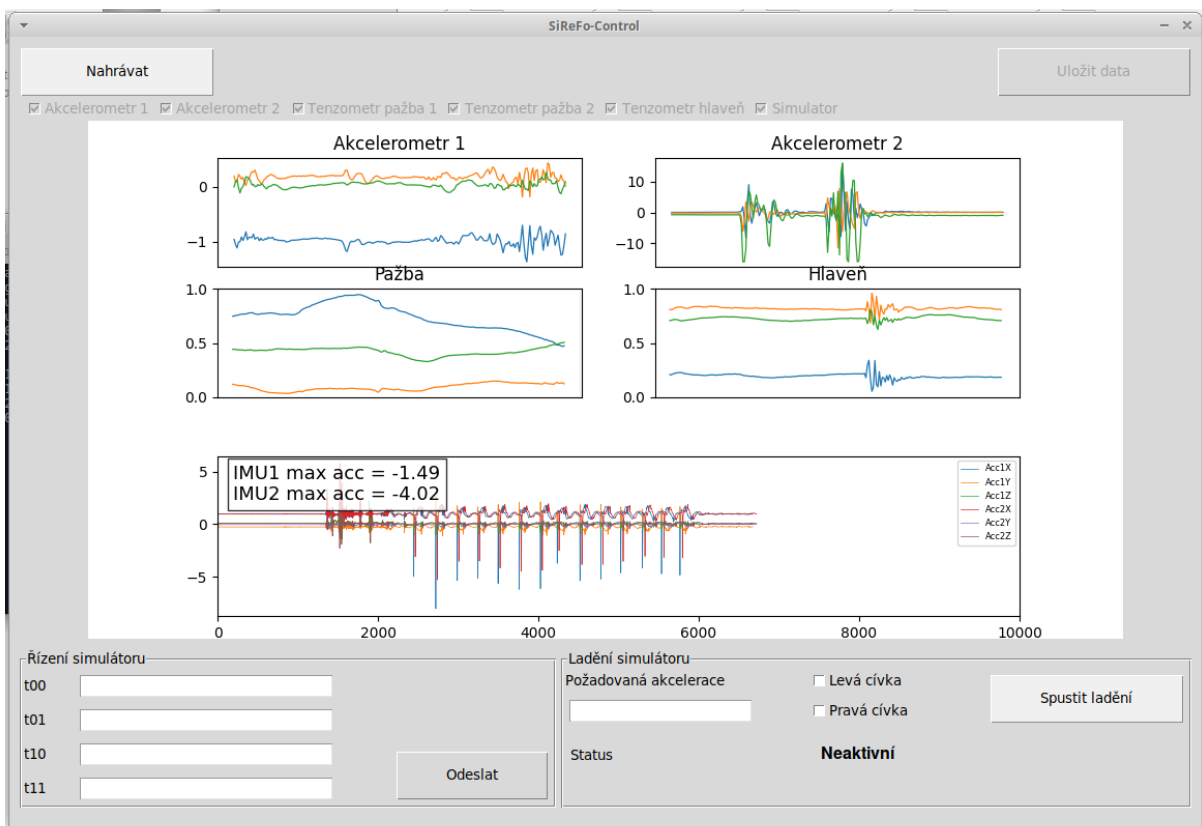 SiReFo-Control
Nahrávat
Uložit data
Akcelerometr 1 Akcelerometr 2 Tenzometr pažba 1 Tenzometr pažba 2 Tenzometr hlaveň Simulator
Akcelerometr 1
0
−1
Akcelerometr 2
10
0
−10
Pažba
1.0
0.5
0.0
Hlaveň
1.0
0.5
0.0
5
0
−5
IMU1 max acc = -1.49
IMU2 max acc = -4.02
Acc1X
Acc1Y
Acc1Z
Acc2X
Acc2Y
Acc2Z
0 2000 4000 6000 8000 10000
Řízení simulátoru
t00
t01
t10
t11
Odeslat
Ladění simulátoru
Požadovaná akcelerace
Levá cívka
Pravá cívka
Spustit ladění
Status
Neaktivní